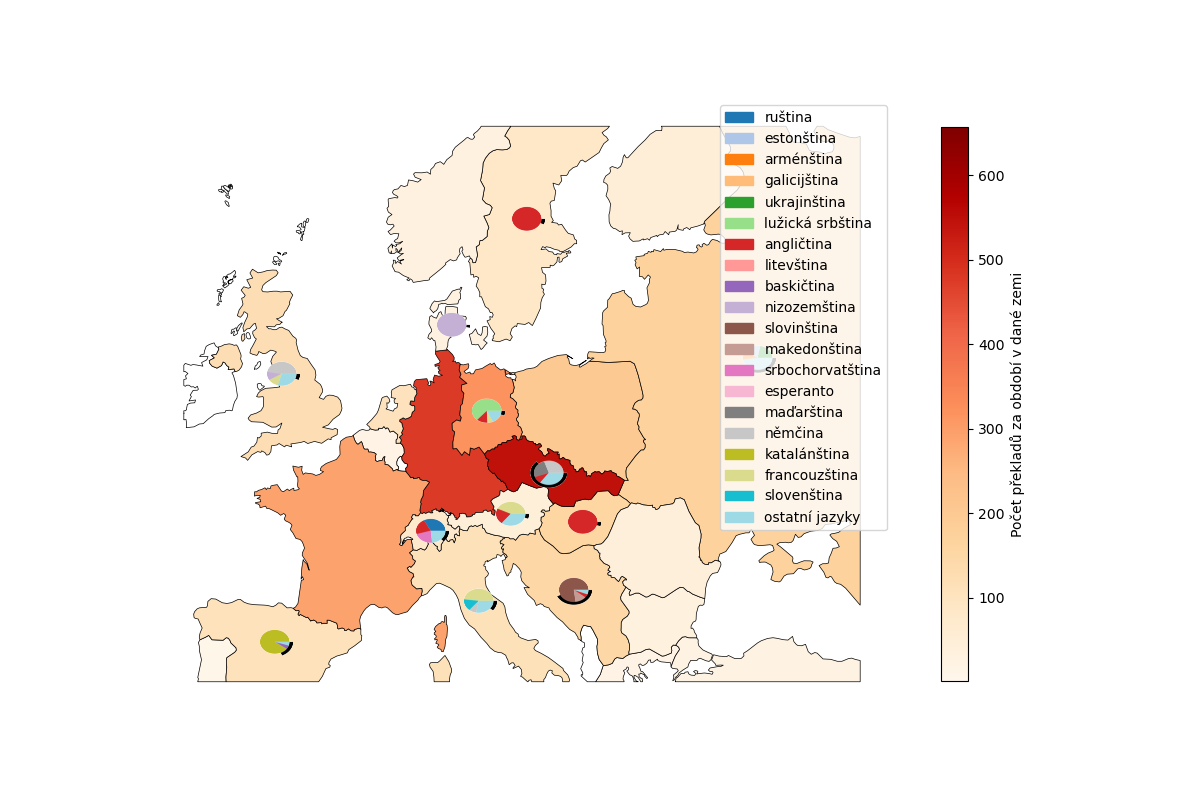 ruština
estonština
arménština
galicijština
ukrajinština
lužická srbština
angličtina
litevština
baskičtina
nizozemština
slovinština
makedonština
srbochorvatština
esperanto
maďarština
němčina
katalánština
francouzština
slovenština
ostatní jazyky
600
500
400
300
200
100
Počet překladů za období v dané zemi